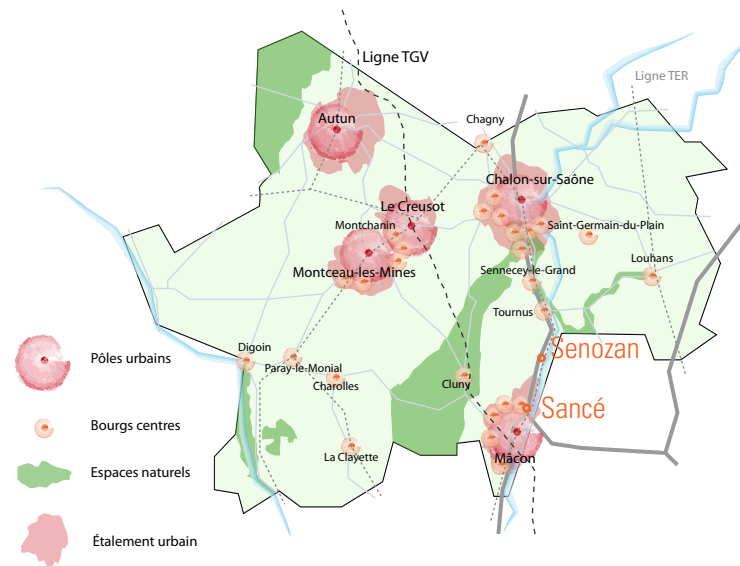 Ligne TGV
Ligne TER
Autun
Chagny
Chalon-sur-Saône
Le Creusot
Montchanin
Saint-Germain-du-Plain
Montceau-les-Mines
Sennecey-le-Grand
Louhans
Tournus
Senozan
Digoin
Paray-le-Monial
Charolles
Cluny
Sancé
La Clayette
Mâcon
Pôles urbains
Bourgs centres
Espaces naturels
Étalement urbain